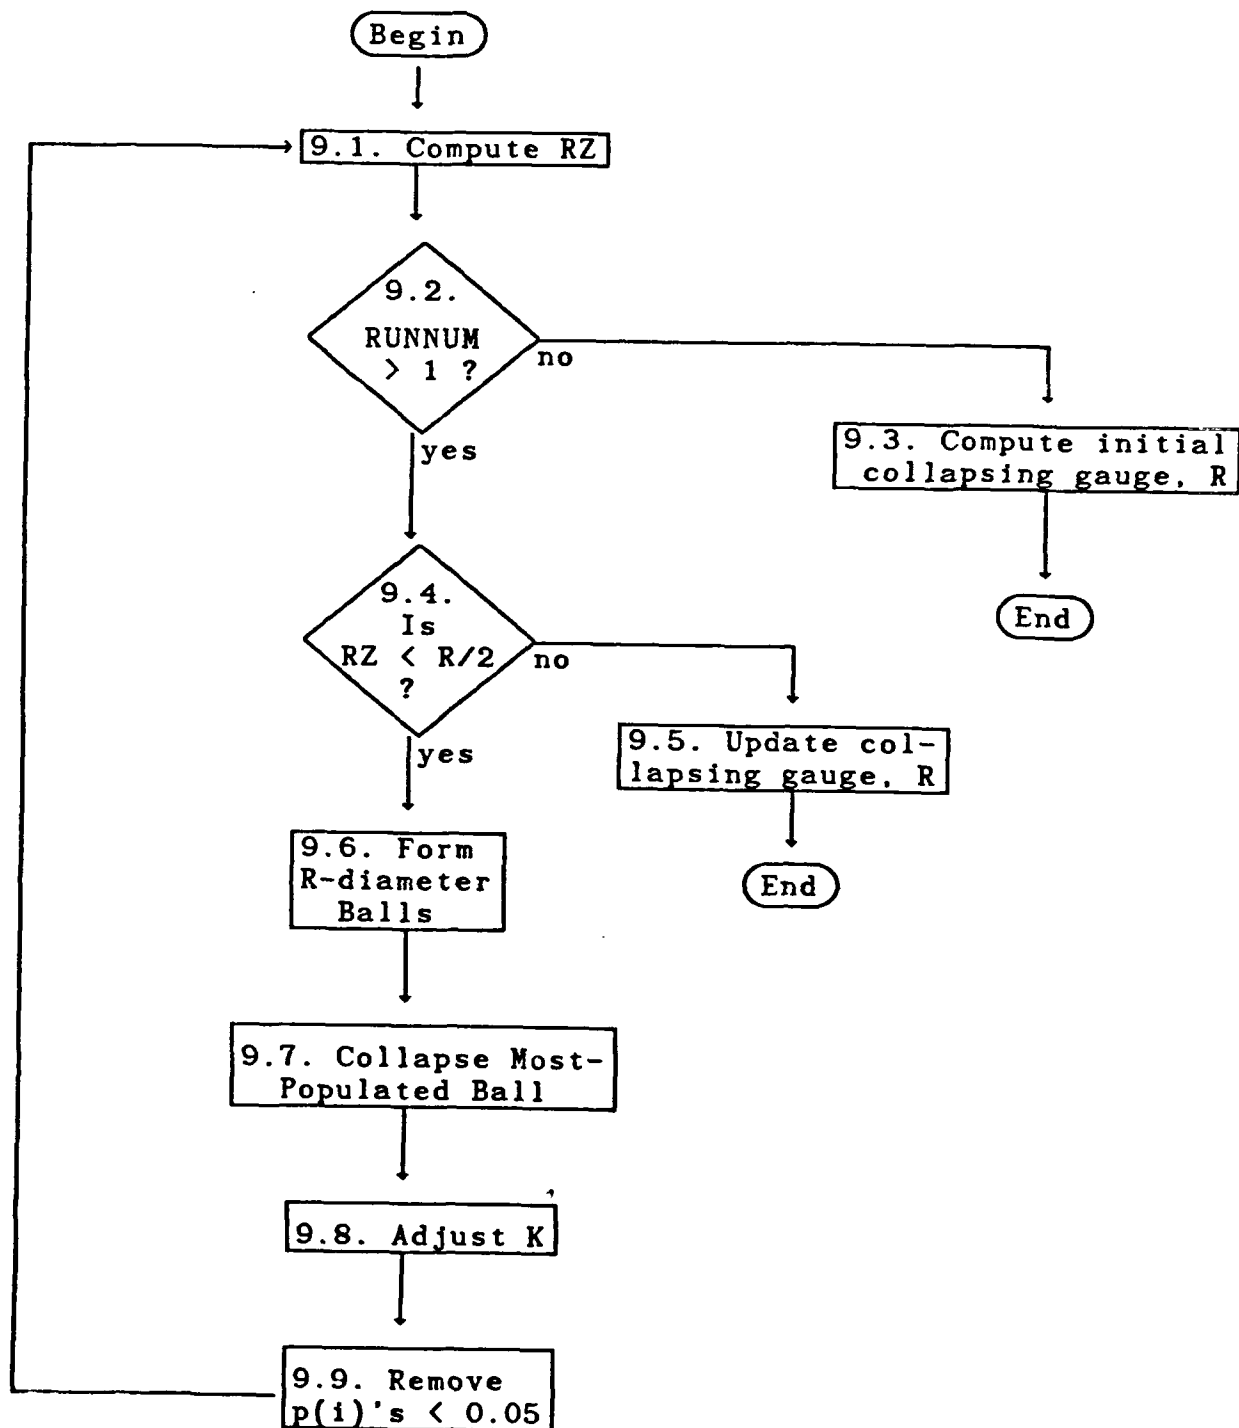 Begin
9.1. Compute RZ
9.2.
RUNNUM
> 1 ?
no
yes
9.3. Compute initial
collapsing gauge, R
End
9.4.
Is
RZ < R/2
?
no
yes
9.5. Update col-
lapsing gauge, R
End
9.6. Form
R-diameter
Balls
9.7. Collapse Most-
Populated Ball
9.8. Adjust K
9.9. Remove
p(i)'s < 0.05